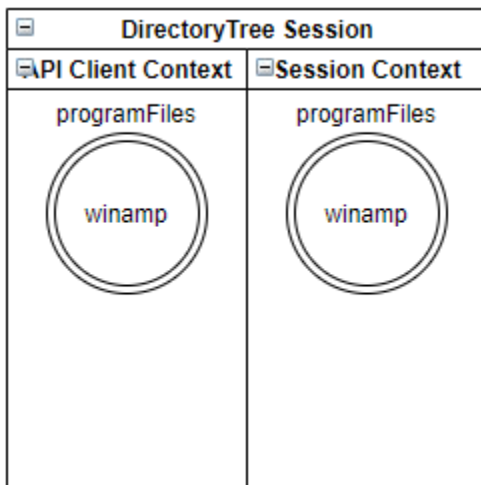 DirectoryTree Session
API Client Context
Session Context
programFiles
programFiles
winamp
winamp